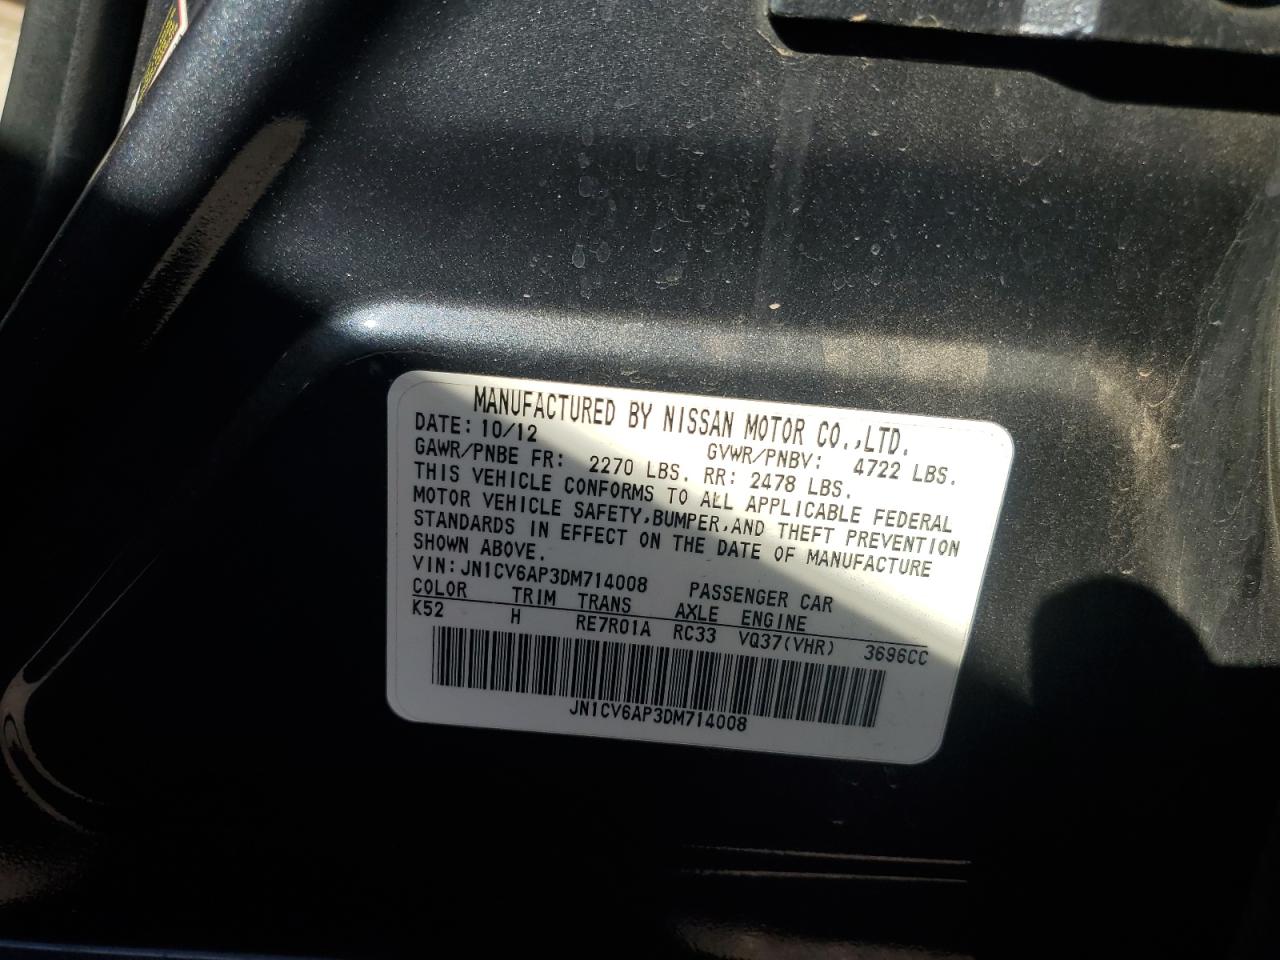 MANUFACTURED BY NISSAN MOTOR CO.,LTD.
DATE: 10/12 GVWR/PNBV: 4722 LBS.
GAWR/PNBE FR: 2270 LBS. RR: 2478 LBS.
THIS VEHICLE CONFORMS TO ALL APPLICABLE FEDERAL
MOTOR VEHICLE SAFETY,BUMPER,AND THEFT PREVENTION
STANDARDS IN EFFECT ON THE DATE OF MANUFACTURE
SHOWN ABOVE.
VIN: JN1CV6AP3DM714008 PASSENGER CAR
COLOR TRIM TRANS AXLE ENGINE
K52 H RE7R01A RC33 VQ37(VHR) 3696CC
JN1CV6AP3DM714008